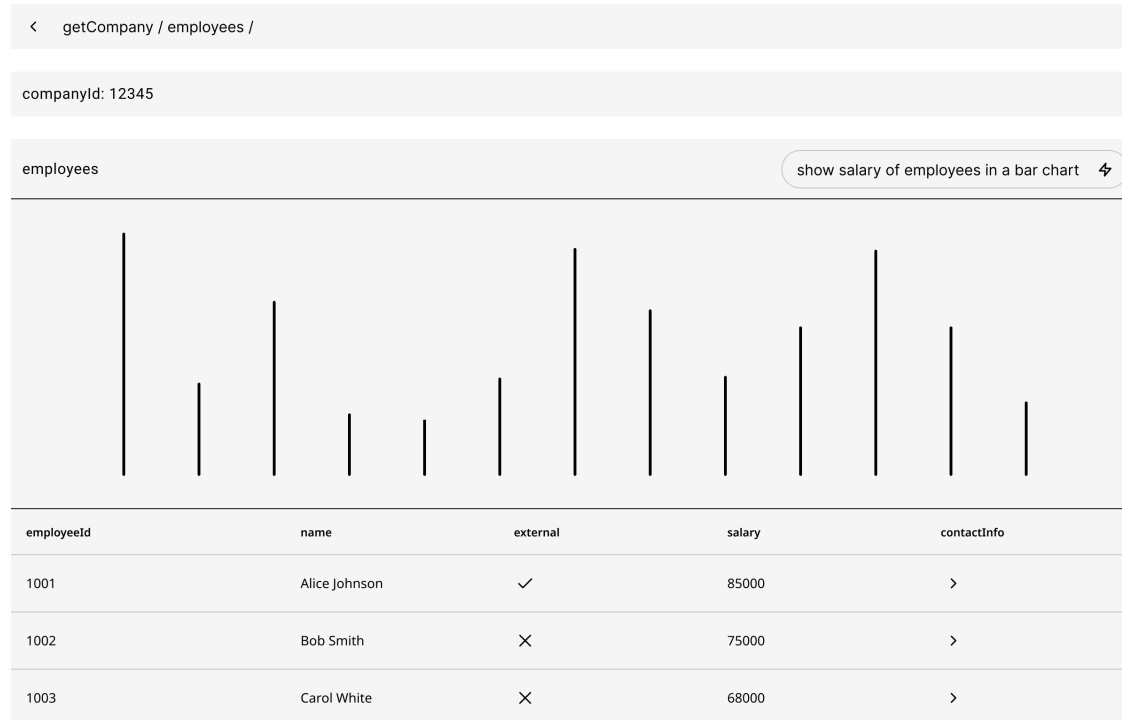 getCompany / employees /
companyId: 12345
employees
show salary of employees in a bar chart
employeeId name external salary contactInfo
1001 Alice Johnson 85000
1002 Bob Smith 75000
1003 Carol White 68000